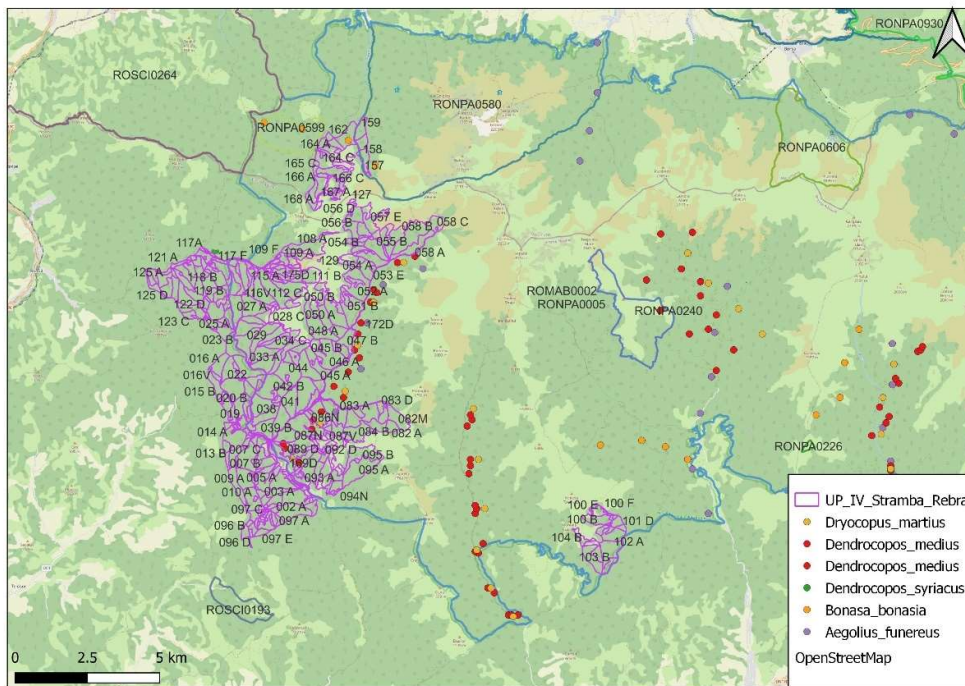 RONPA0930
ROSCI0264
RONPA0580
RONPA0599
162
159
164 A
158
164 C
165 C
157
166 A
166 C
RONPA0606
167 A
168 A
127
056 D
057 E
056 B
058 B
058 C
117A
109 F
108 A
054 B
055 B
121 A
117 F
109 A
129
058 A
125 A
118 B
115 A
175D
111 B
054 A
053 E
125 D
119 B
116V
112 C
050 B
052 A
ROMAB0002
122 D
027 A
051 B
RONPA0005
RONPA0240
123 C
025 A
028 C
050 A
172D
023 B
029
048 A
034 C
045 B
047 B
016 A
033 A
046 A
016V
022
044
045 A
015 B
042 B
020 B
041
083 A
083 D
019
038
086N
082M
014 A
039 B
087N
087V
084 B
082 A
013 B
007 C
089 D
092 D
095 B
RONPA0226
007 B
169D
009 A
005 A
093 A
095 A
010 A
003 A
094N
097 C
002 A
100 E
100 F
096 B
097 A
100 B
101 D
096 D
097 E
104 B
102 A
103 B
ROSCI0193
UP_IV_Stramba_Rebra
Dryocopus_martius
Dendrocopos_medius
Dendrocopos_medius
Dendrocopos_syriacus
Bonasa_bonasia
Aegolius_funereus
OpenStreetMap
0 2.5 5 km